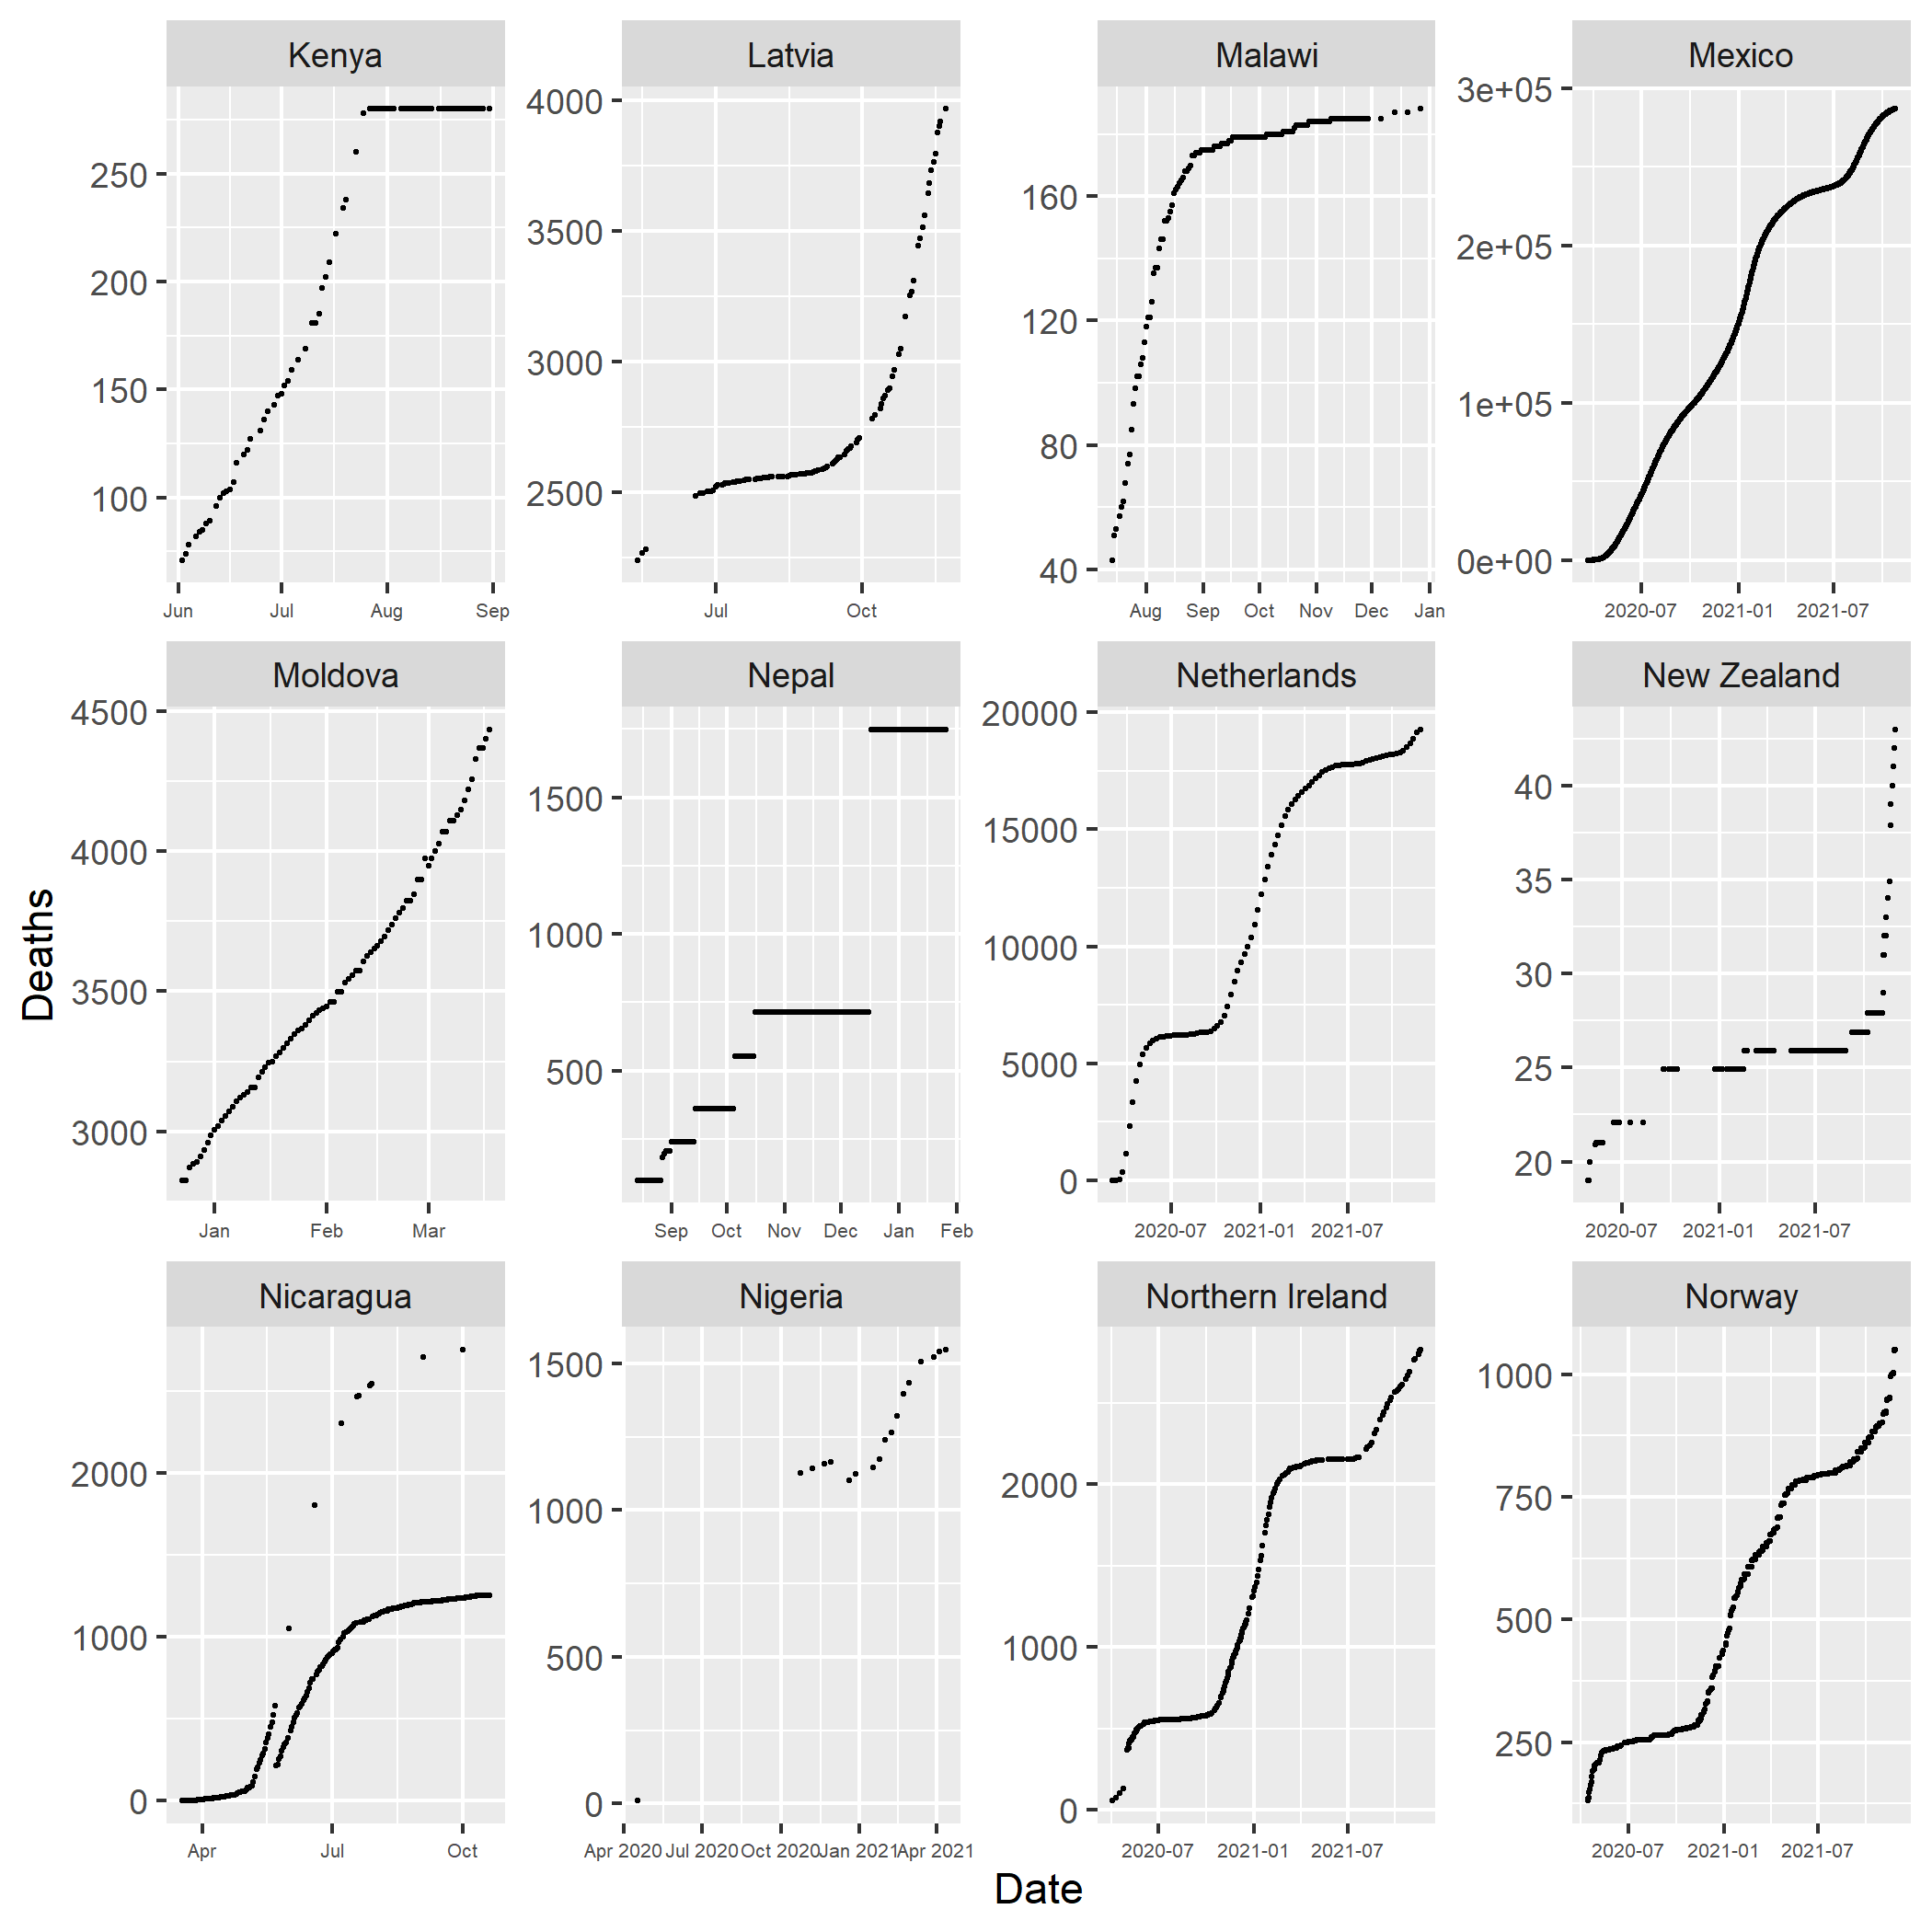 Kenya Latvia Malawi Mexico
250
200
150
100
Jun Jul Aug Sep
4000
3500
3000
2500
Jul Oct
160
120
80
40
Aug Sep Oct Nov Dec Jan
3e+05
2e+05
1e+05
0e+00
2020-07 2021-01 2021-07
Moldova Nepal Netherlands New Zealand
4500
4000
3500
3000
Jan Feb Mar
1500
1000
500
Sep Oct Nov Dec Jan Feb
20000
15000
10000
5000
0
2020-07 2021-01 2021-07
40
35
30
25
20
2020-07 2021-01 2021-07
Deaths
Nicaragua Nigeria Northern Ireland Norway
2000
1000
0
Apr Jul Oct
1500
1000
500
0
Apr 2020 Jul 2020 Oct 2020 Jan 2021 Apr 2021
2000
1000
0
2020-07 2021-01 2021-07
1000
750
500
250
2020-07 2021-01 2021-07
Date